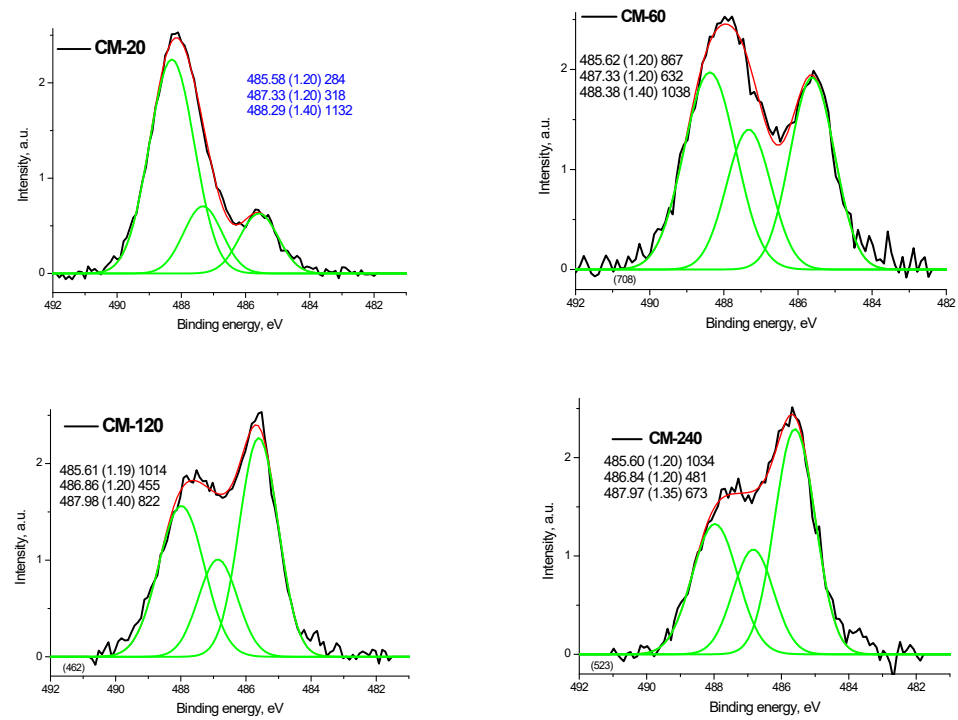 CM-20
485.58 (1.20) 284
487.33 (1.20) 318
488.29 (1.40) 1132
Intensity, a.u.
2
1
0
492 490 488 486 484 482
Binding energy, eV
CM-60
485.62 (1.20) 867
487.33 (1.20) 632
488.38 (1.40) 1038
Intensity, a.u.
2
1
0
(708)
492 490 488 486 484 482
Binding energy, eV
CM-120
485.61 (1.19) 1014
486.86 (1.20) 455
487.98 (1.40) 822
Intensity, a.u.
2
1
0
(462)
492 490 488 486 484 482
Binding energy, eV
CM-240
485.60 (1.20) 1034
486.84 (1.20) 481
487.97 (1.35) 673
Intensity, a.u.
2
1
0
(523)
492 490 488 486 484 482
Binding energy, eV